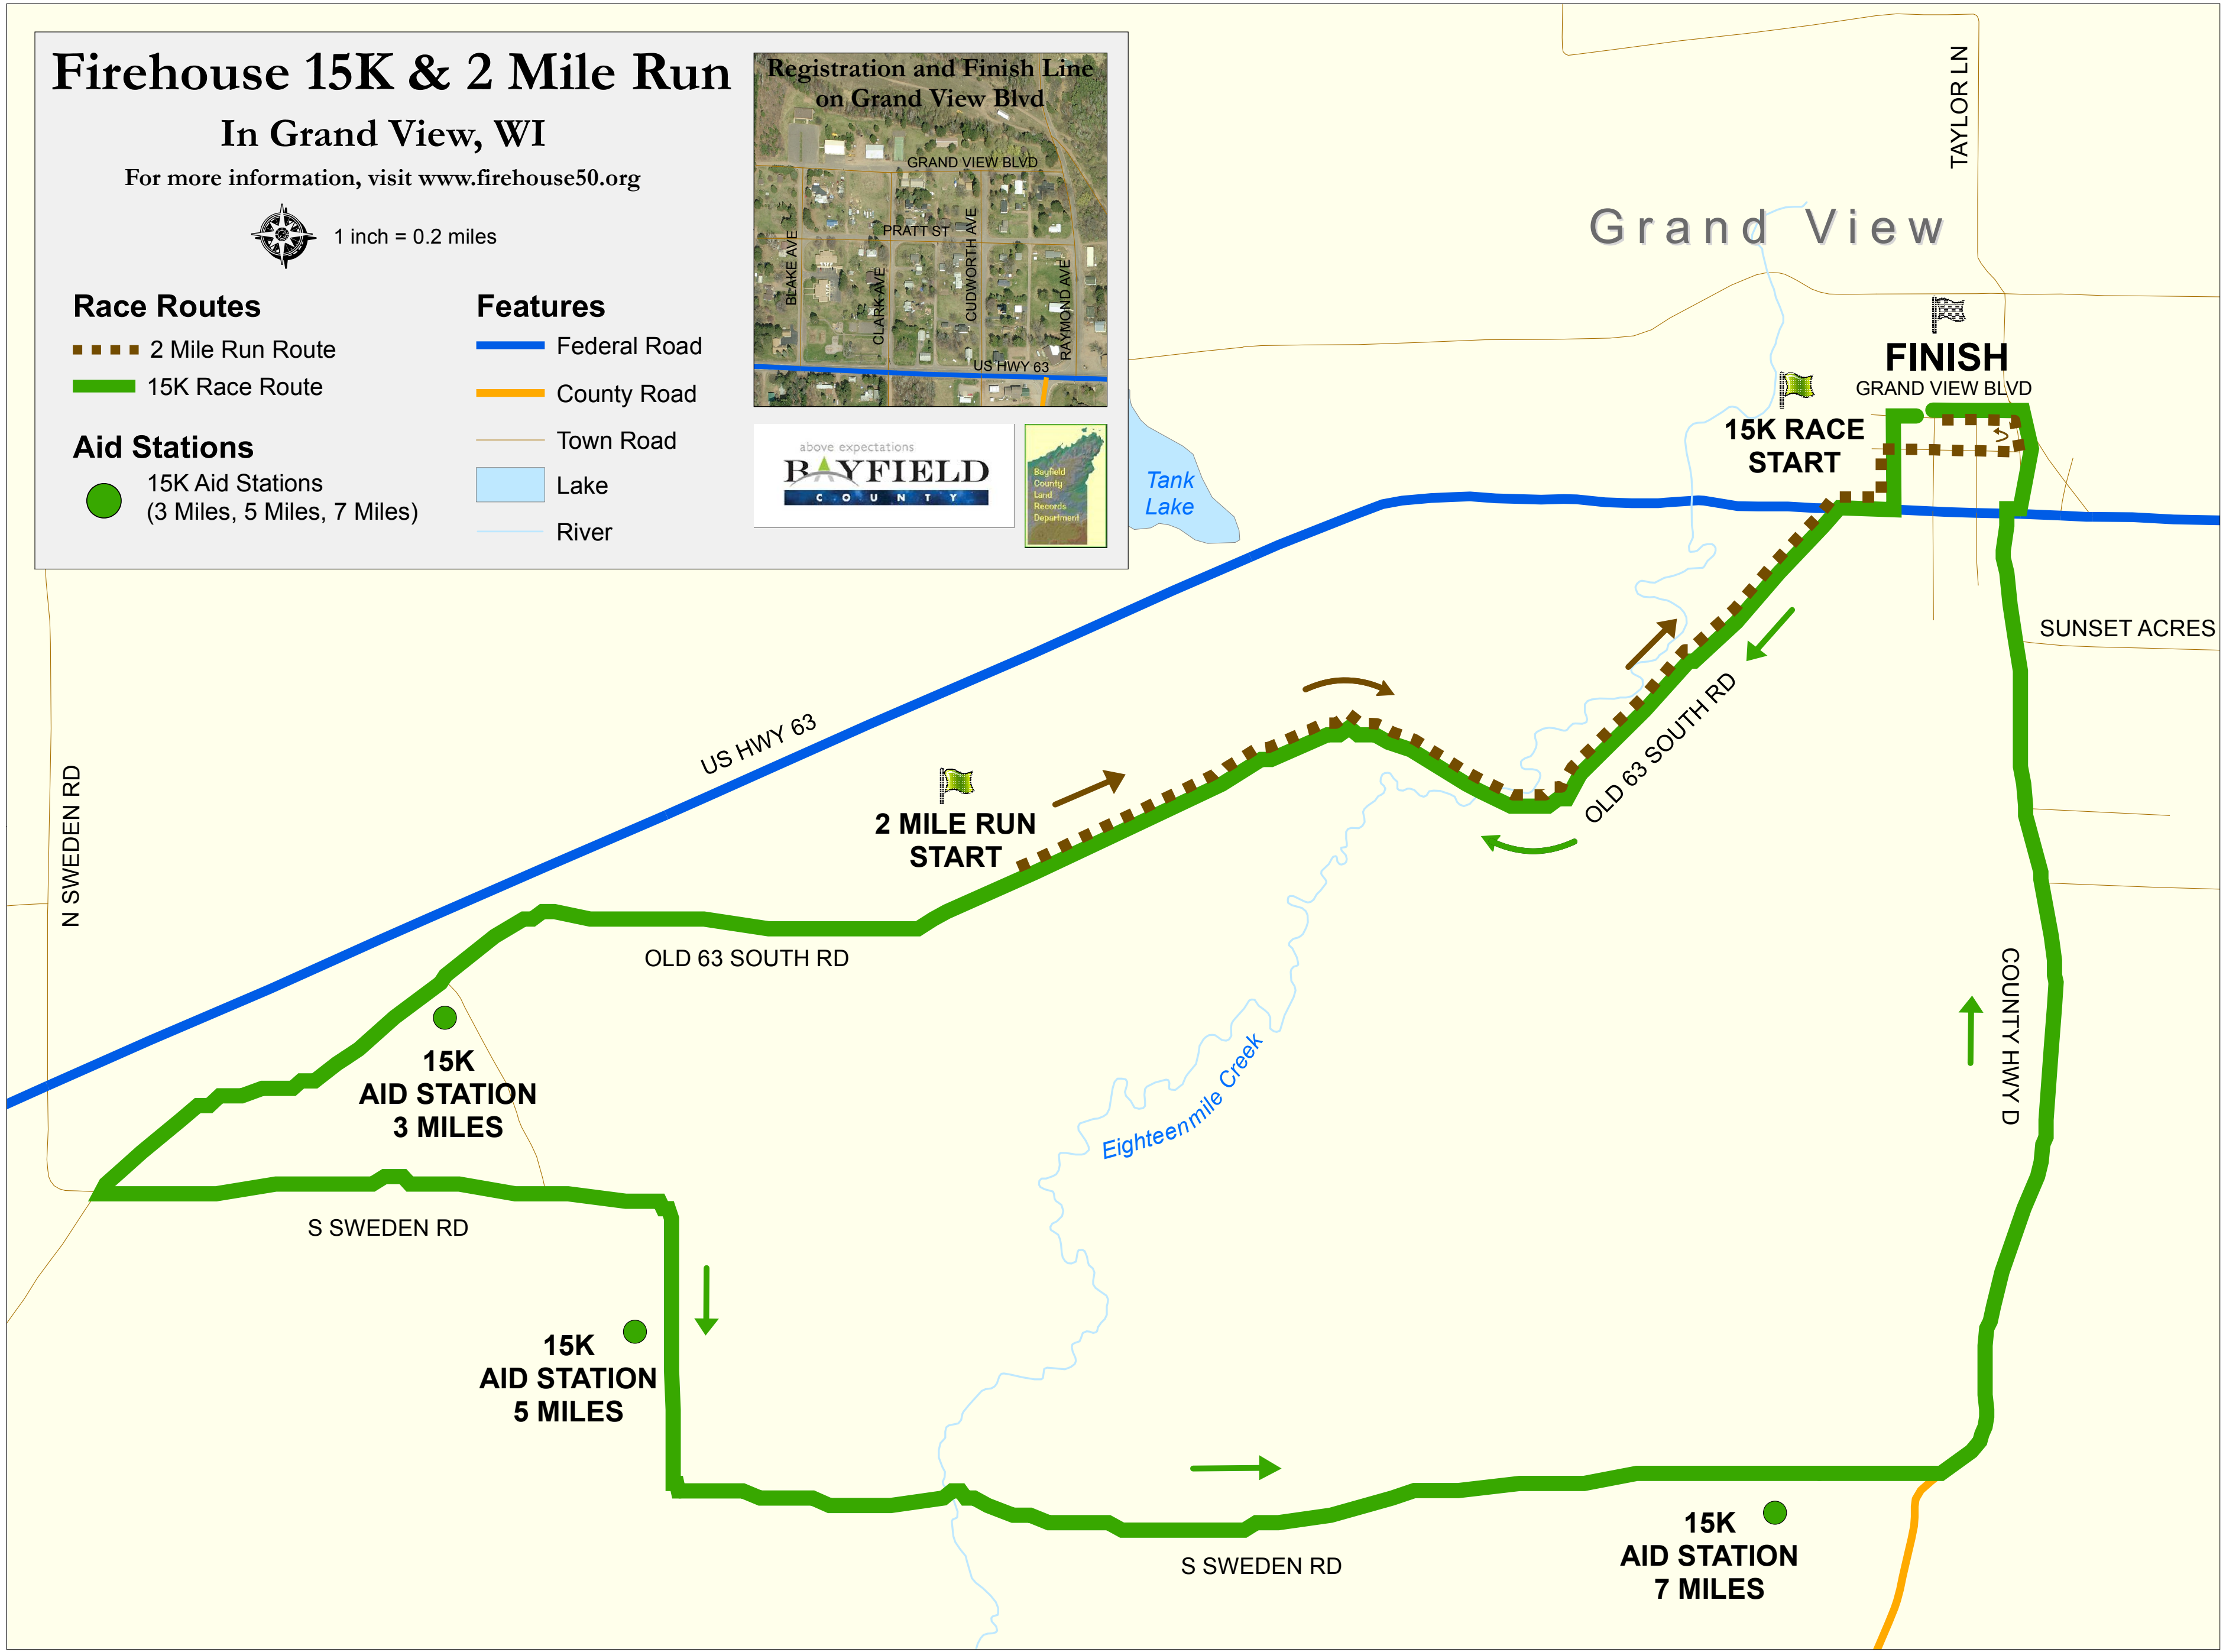 Firehouse 15K & 2 Mile Run
In Grand View, WI
For more information, visit www.firehouse50.org
1 inch = 0.2 miles
Race Routes
2 Mile Run Route
15K Race Route
Aid Stations
15K Aid Stations
(3 Miles, 5 Miles, 7 Miles)
Features
Federal Road
County Road
Town Road
Lake
River
Registration and Finish Line
on Grand View Blvd
GRAND VIEW BLVD
PRATT ST
BLAKE AVE
CLARK AVE
CUDWORTH AVE
RAYMOND AVE
US HWY 63
above expectations
BAYFIELD
COUNTY
Bayfield
County
Land
Records
Department
TAYLOR LN
Grand View
FINISH
GRAND VIEW BLVD
15K RACE
START
Tank
Lake
SUNSET ACRES
US HWY 63
OLD 63 SOUTH RD
N SWEDEN RD
2 MILE RUN
START
OLD 63 SOUTH RD
COUNTY HWY D
15K
AID STATION
3 MILES
Eighteenmile Creek
S SWEDEN RD
15K
AID STATION
5 MILES
S SWEDEN RD
15K
AID STATION
7 MILES